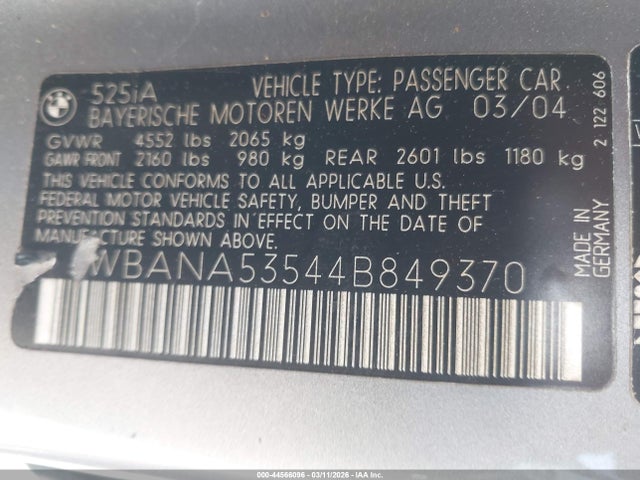 525iA VEHICLE TYPE: PASSENGER CAR
BAYERISCHE MOTOREN WERKE AG 03/04
GVWR 4552 lbs 2065 kg
GAWR FRONT 2160 lbs 980 kg REAR 2601 lbs 1180 kg
THIS VEHICLE CONFORMS TO ALL APPLICABLE U.S.
FEDERAL MOTOR VEHICLE SAFETY, BUMPER AND THEFT
PREVENTION STANDARDS IN EFFECT ON THE DATE OF
MANUFACTURE SHOWN ABOVE.
WBANA53544B849370
MADE IN
GERMANY
2 122 606
000-44566096 - 03/11/2026 - IAA, Inc.